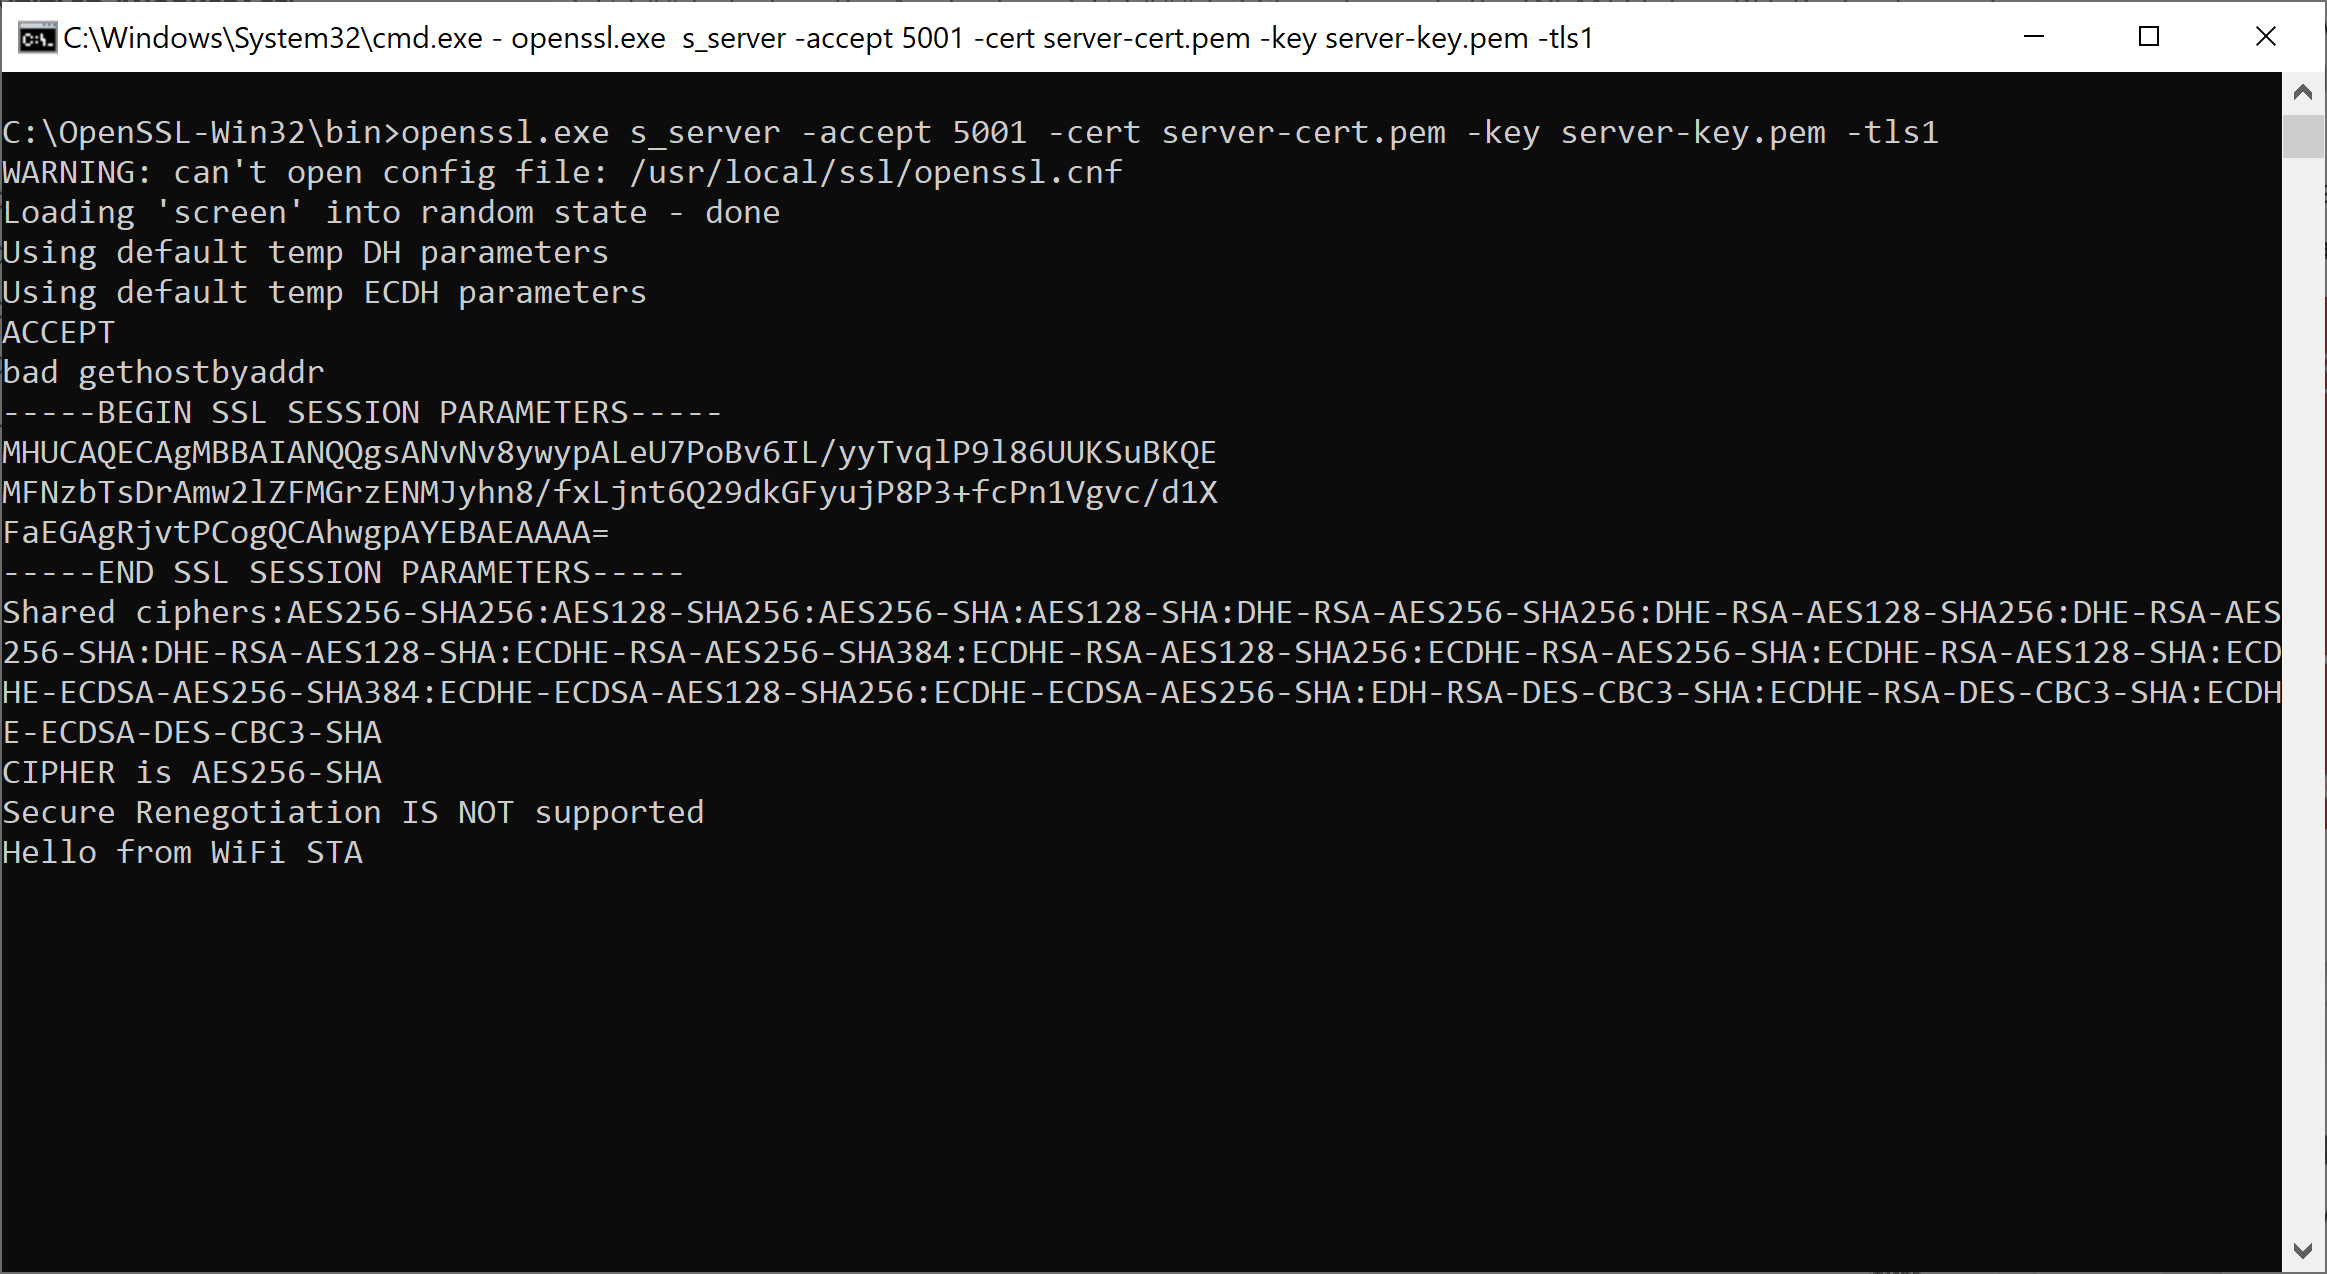 C:\Windows\System32\cmd.exe - openssl.exe  s_server -accept 5001 -cert server-cert.pem -key server-key.pem -tls1
C:\OpenSSL-Win32\bin>openssl.exe s_server -accept 5001 -cert server-cert.pem -key server-key.pem -tls1
WARNING: can't open config file: /usr/local/ssl/openssl.cnf
Loading 'screen' into random state - done
Using default temp DH parameters
Using default temp ECDH parameters
ACCEPT
bad gethostbyaddr
-----BEGIN SSL SESSION PARAMETERS-----
MHUCAQECAgMBBAIANQQgsANvNv8ywypALeU7PoBv6IL/yyTvqlP9l86UUKSuBKQE
MFNzbTsDrAmw2lZFMGrzENMJyhn8/fxLjnt6Q29dkGFyujP8P3+fcPn1Vgvc/d1X
FaEGAgRjvtPCogQCAhwgpAYEBAEAAAA=
-----END SSL SESSION PARAMETERS-----
Shared ciphers:AES256-SHA256:AES128-SHA256:AES256-SHA:AES128-SHA:DHE-RSA-AES256-SHA256:DHE-RSA-AES128-SHA256:DHE-RSA-AES
256-SHA:DHE-RSA-AES128-SHA:ECDHE-RSA-AES256-SHA384:ECDHE-RSA-AES128-SHA256:ECDHE-RSA-AES256-SHA:ECDHE-RSA-AES128-SHA:ECD
HE-ECDSA-AES256-SHA384:ECDHE-ECDSA-AES128-SHA256:ECDHE-ECDSA-AES256-SHA:EDH-RSA-DES-CBC3-SHA:ECDHE-RSA-DES-CBC3-SHA:ECDH
E-ECDSA-DES-CBC3-SHA
CIPHER is AES256-SHA
Secure Renegotiation IS NOT supported
Hello from WiFi STA